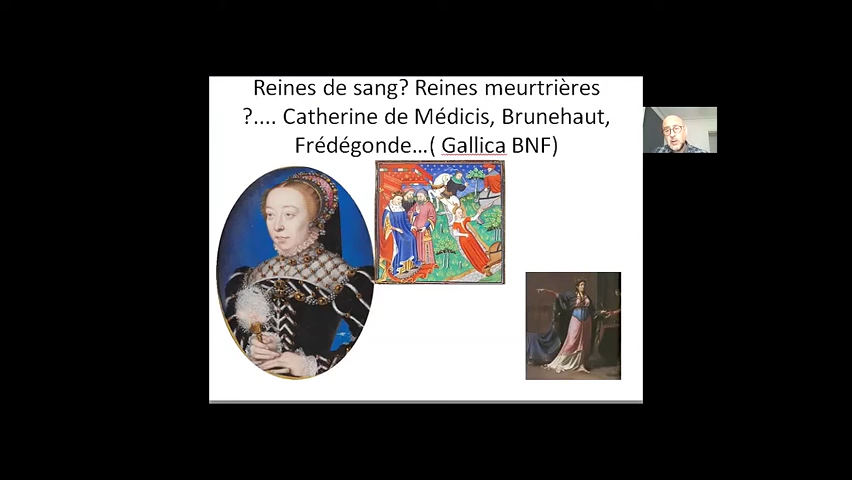 Reines de sang? Reines meurtrières
?.... Catherine de Médicis, Brunehaut,
Frédégonde...( Gallica BNF)